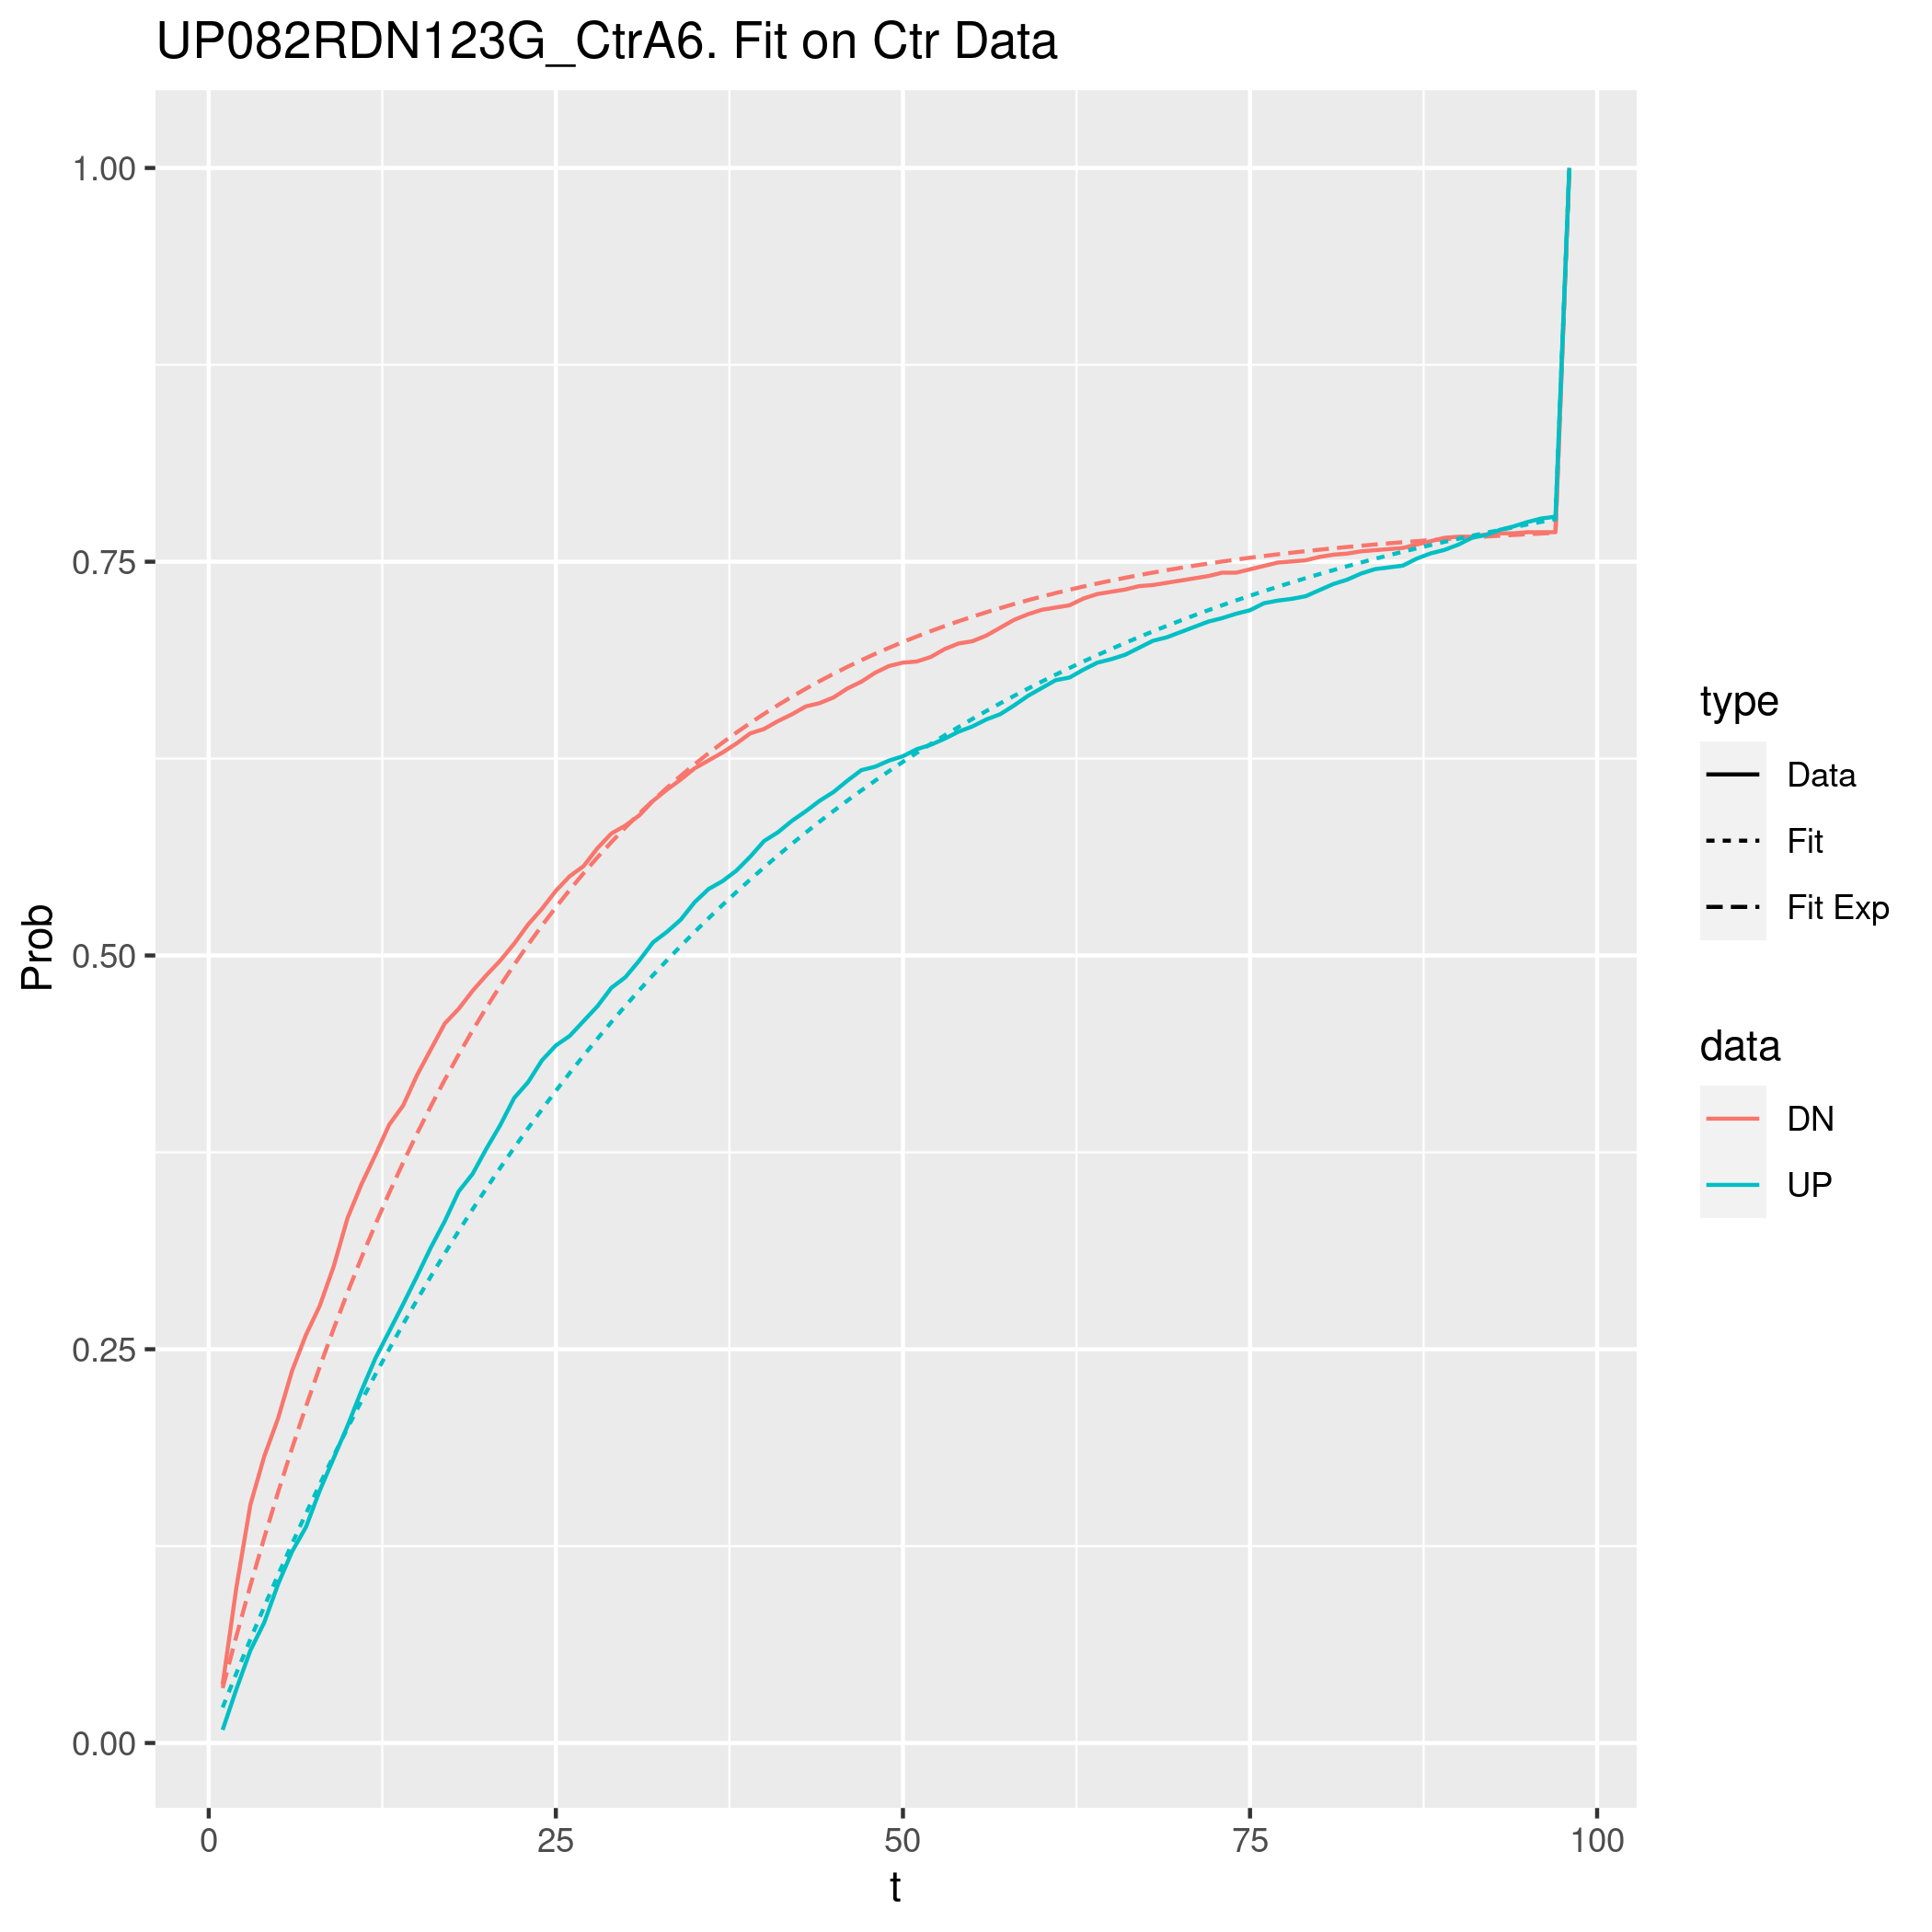 UP082RDN123G_CtrA6. Fit on Ctr Data
1.00
0.75
0.50
0.25
0.00
Prob
0 25 50 75 100
t
type
Data
Fit
Fit Exp
data
DN
UP